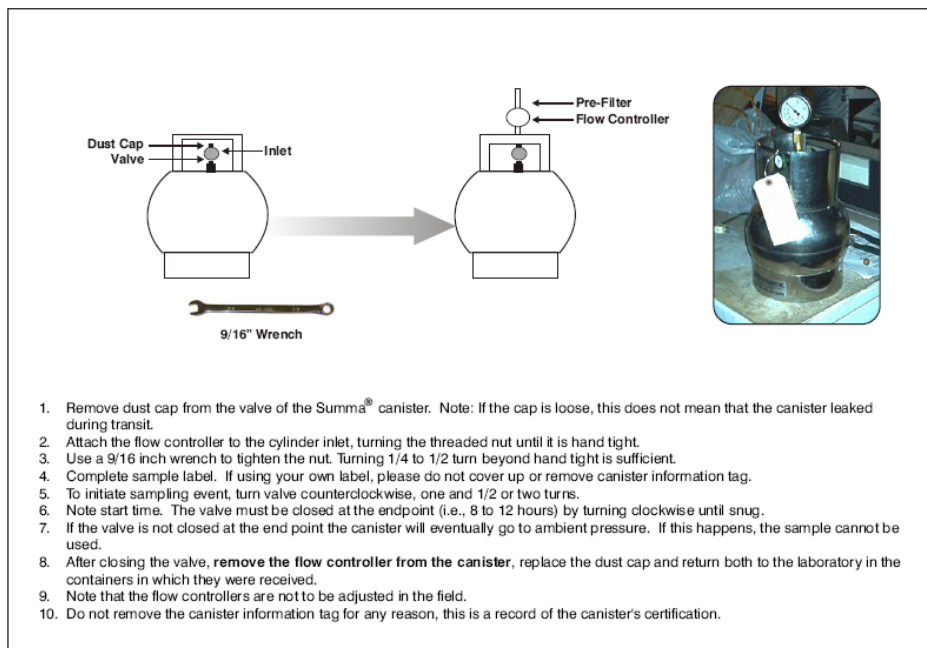 Pre-Filter
Flow Controller
Dust Cap
Valve
Inlet
9/16" Wrench
1. Remove dust cap from the valve of the Summa® canister. Note: If the cap is loose, this does not mean that the canister leaked
during transit.
2. Attach the flow controller to the cylinder inlet, turning the threaded nut until it is hand tight.
3. Use a 9/16 inch wrench to tighten the nut. Turning 1/4 to 1/2 turn beyond hand tight is sufficient.
4. Complete sample label. If using your own label, please do not cover up or remove canister information tag.
5. To initiate sampling event, turn valve counterclockwise, one and 1/2 or two turns.
6. Note start time. The valve must be closed at the endpoint (i.e., 8 to 12 hours) by turning clockwise until snug.
7. If the valve is not closed at the end point the canister will eventually go to ambient pressure. If this happens, the sample cannot be
used.
8. After closing the valve, remove the flow controller from the canister, replace the dust cap and return both to the laboratory in the
containers in which they were received.
9. Note that the flow controllers are not to be adjusted in the field.
10. Do not remove the canister information tag for any reason, this is a record of the canister's certification.